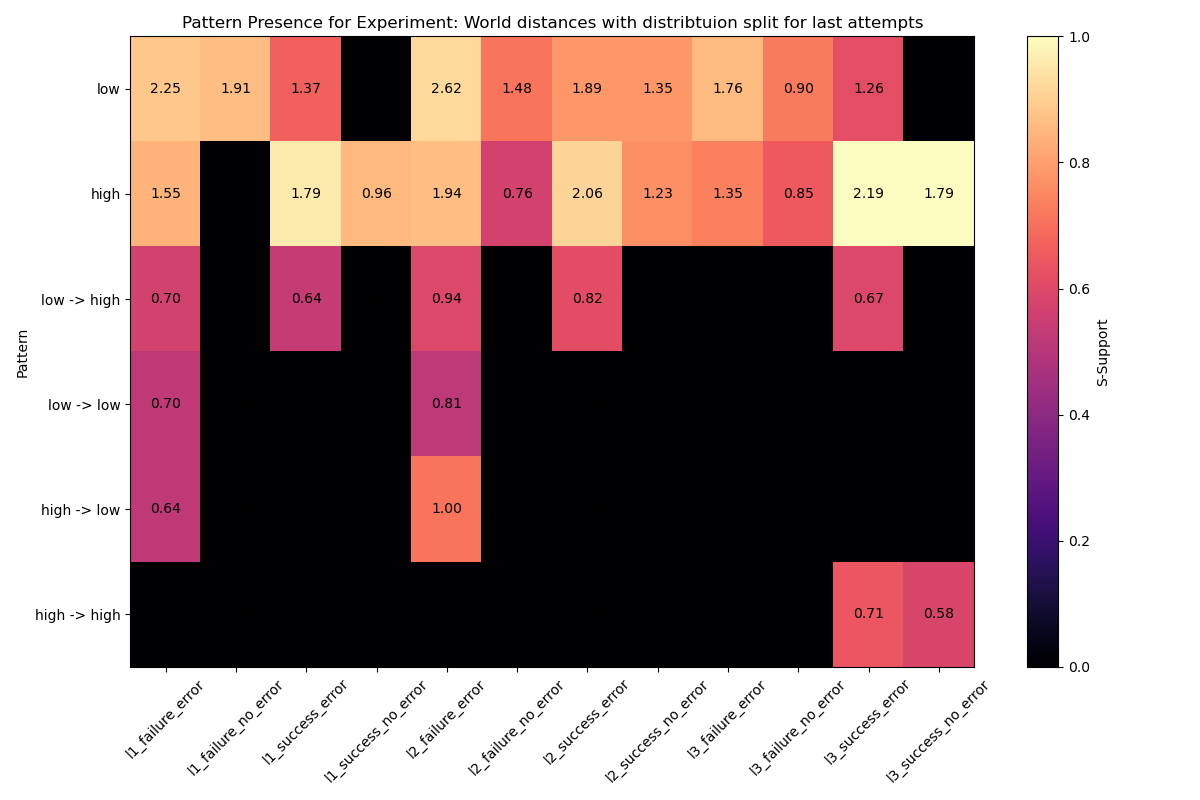 Pattern Presence for Experiment: World distances with distribtuion split for last attempts
low 2.25 1.91 1.37 2.62 1.48 1.89 1.35 1.76 0.90 1.26
high 1.55 1.79 0.96 1.94 0.76 2.06 1.23 1.35 0.85 2.19 1.79
low -> high 0.70 0.64 0.94 0.82 0.67
low -> low 0.70 0.81
high -> low 0.64 1.00
high -> high 0.71 0.58
Pattern
l1_failure_error
l1_failure_no_error
l1_success_error
l1_success_no_error
l2_failure_error
l2_failure_no_error
l2_success_error
l2_success_no_error
l3_failure_error
l3_failure_no_error
l3_success_error
l3_success_no_error
1.0
0.8
0.6
0.4
0.2
0.0
S-Support